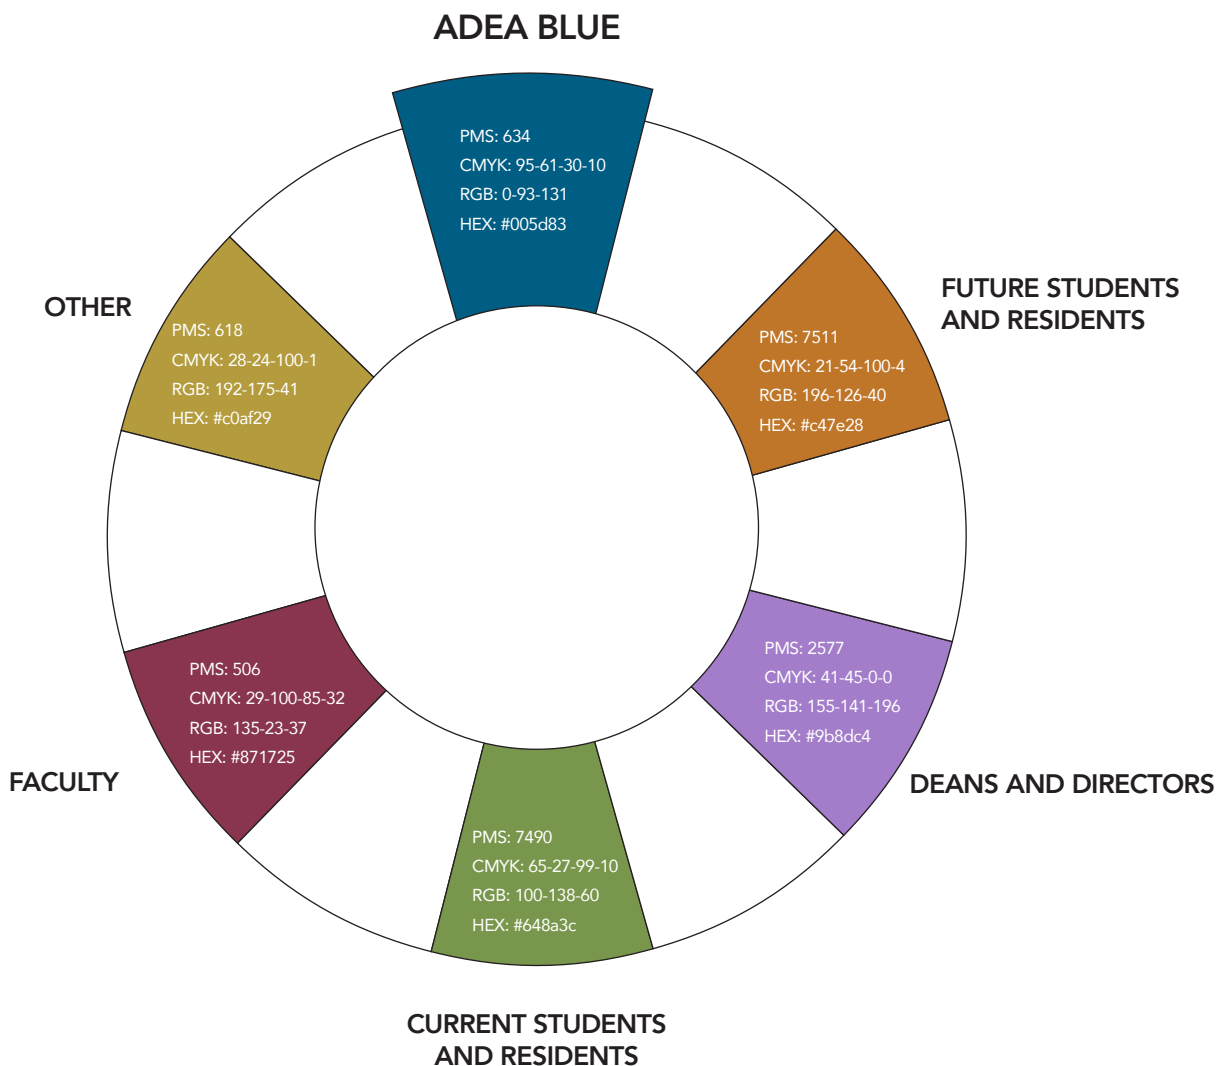 ADEA BLUE
PMS: 634
CMYK: 95-61-30-10
RGB: 0-93-131
HEX: #005d83
FUTURE STUDENTS
AND RESIDENTS
PMS: 7511
CMYK: 21-54-100-4
RGB: 196-126-40
HEX: #c47e28
OTHER
PMS: 618
CMYK: 28-24-100-1
RGB: 192-175-41
HEX: #c0af29
PMS: 2577
CMYK: 41-45-0-0
RGB: 155-141-196
HEX: #9b8dc4
DEANS AND DIRECTORS
PMS: 506
CMYK: 29-100-85-32
RGB: 135-23-37
HEX: #871725
FACULTY
PMS: 7490
CMYK: 65-27-99-10
RGB: 100-138-60
HEX: #648a3c
CURRENT STUDENTS
AND RESIDENTS